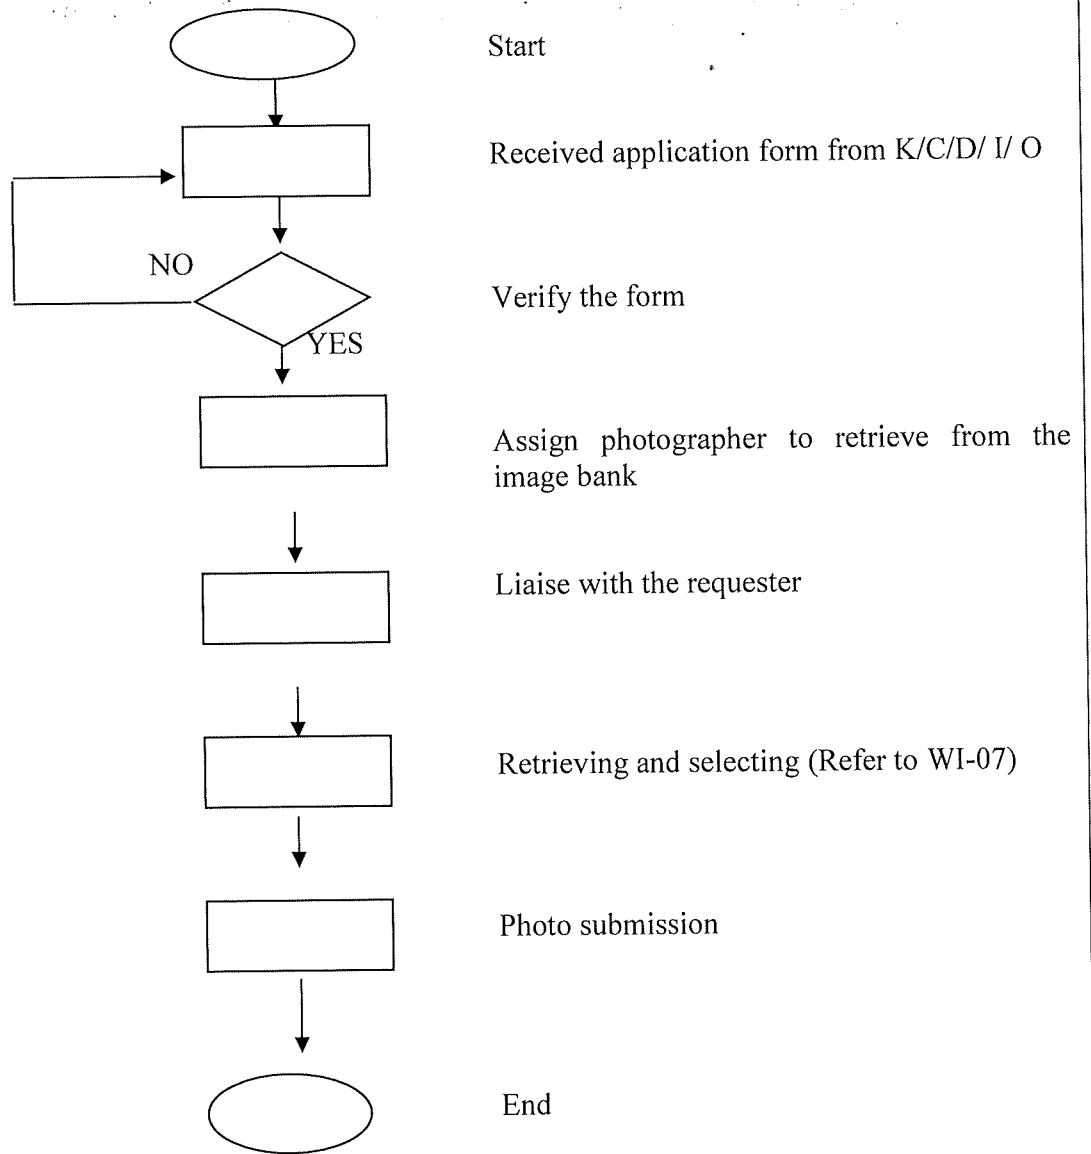 Start
Received application form from K/C/D/ I/ O
NO
Verify the form
YES
Assign photographer to retrieve from the
image bank
Liaise with the requester
Retrieving and selecting (Refer to WI-07)
Photo submission
End